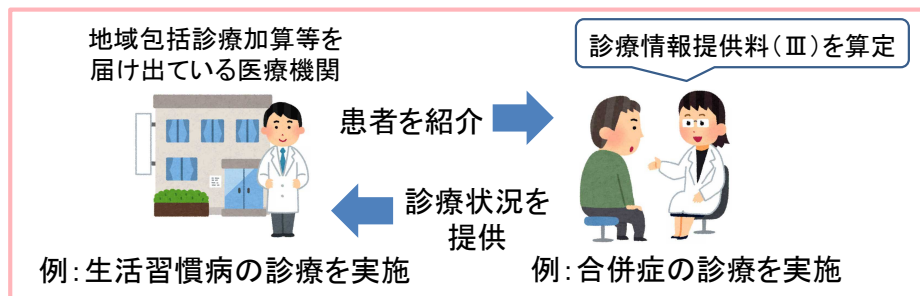 地域包括診療加算等を
届け出ている医療機関
診療情報提供料(Ⅲ)を算定
患者を紹介
診療状況を
提供
例:生活習慣病の診療を実施
例:合併症の診療を実施